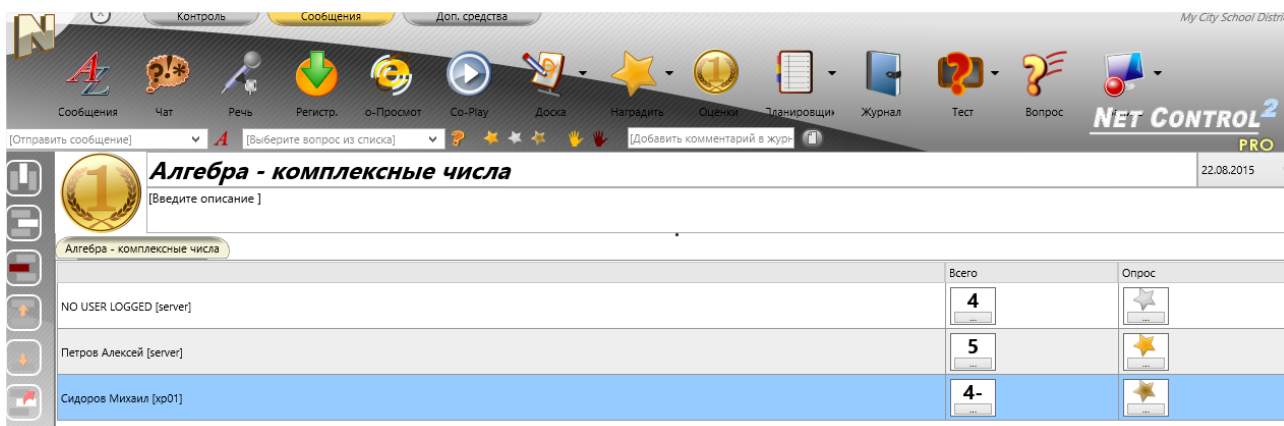 Контроль Сообщения Доп. средства My City School Distri
Сообщения Чат Речь Регистр. о-Просмот Co-Play Доска Наградить Оценки Планировщи Журнал Тест Вопрос
NET CONTROL 2
PRO
[Отправить сообщение] A [Выберите вопрос из списка] [Добавить комментарий в журн
Алгебра - комплексные числа 22.08.2015
[Введите описание ]
Алгебра - комплексные числа
Всего Опрос
NO USER LOGGED [server] 4
... ...
Петров Алексей [server] 5
... ...
Сидоров Михаил [xp01] 4-
... ...